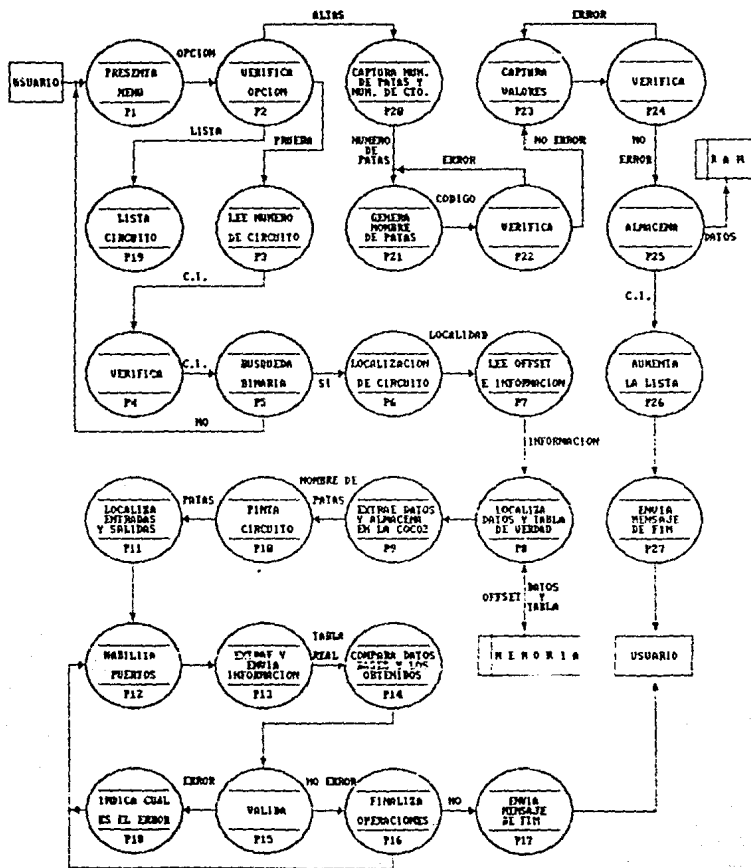 ALTAS
ERROR
OPCION
USUARIO
PRESENTA
MENU
P1
VERIFICA
OPCION
P2
CAPTURA NUM.
DE PATAS Y
NUM. DE CTO.
P20
CAPTURA
VALORES
P23
VERIFICA
P24
LISTA
PRUEBA
NUMERO
DE
PATAS
ERROR
NO ERROR
NO
ERROR
RAM
LISTA
CIRCUITO
P19
LEE NUMERO
DE CIRCUITO
P3
GENERA
NOMBRE
DE PATAS
P21
CODIGO
VERIFICA
P22
ALMACENA
P25
DATOS
C.I.
C.I.
LOCALIDAD
VERIFICA
P4
C.I.
BUSQUEDA
BINARIA
P5
SI
LOCALIZACION
DE CIRCUITO
P6
LEE OFFSET
E INFORMACION
P7
AUMENTA
LA LISTA
P26
NO
INFORMACION
LOCALIZA
ENTRADAS
Y SALIDAS
P11
PATAS
PINTA
CIRCUITO
P10
NOMBRE DE
PATAS
EXTRAE DATOS
Y ALMACENA
EN LA COCO2
P9
LOCALIZA
DATOS Y TABLA
DE VERDAD
P8
ENVIA
MENSAJE
DE FIN
P27
OFFSET
DATOS
Y
TABLA
MEMORIA
USUARIO
HABILITA
PUERTOS
P12
EXTRAE Y
ENVIA
INFORMACION
P13
TABLA
REAL
COMPARA DATOS
BASES Y LOS
OBTENIDOS
P14
INDICA CUAL
ES EL ERROR
P18
ERROR
VALIDA
P15
NO ERROR
FINALIZA
OPERACIONES
P16
NO
ENVIA
MENSAJE
DE FIN
P17